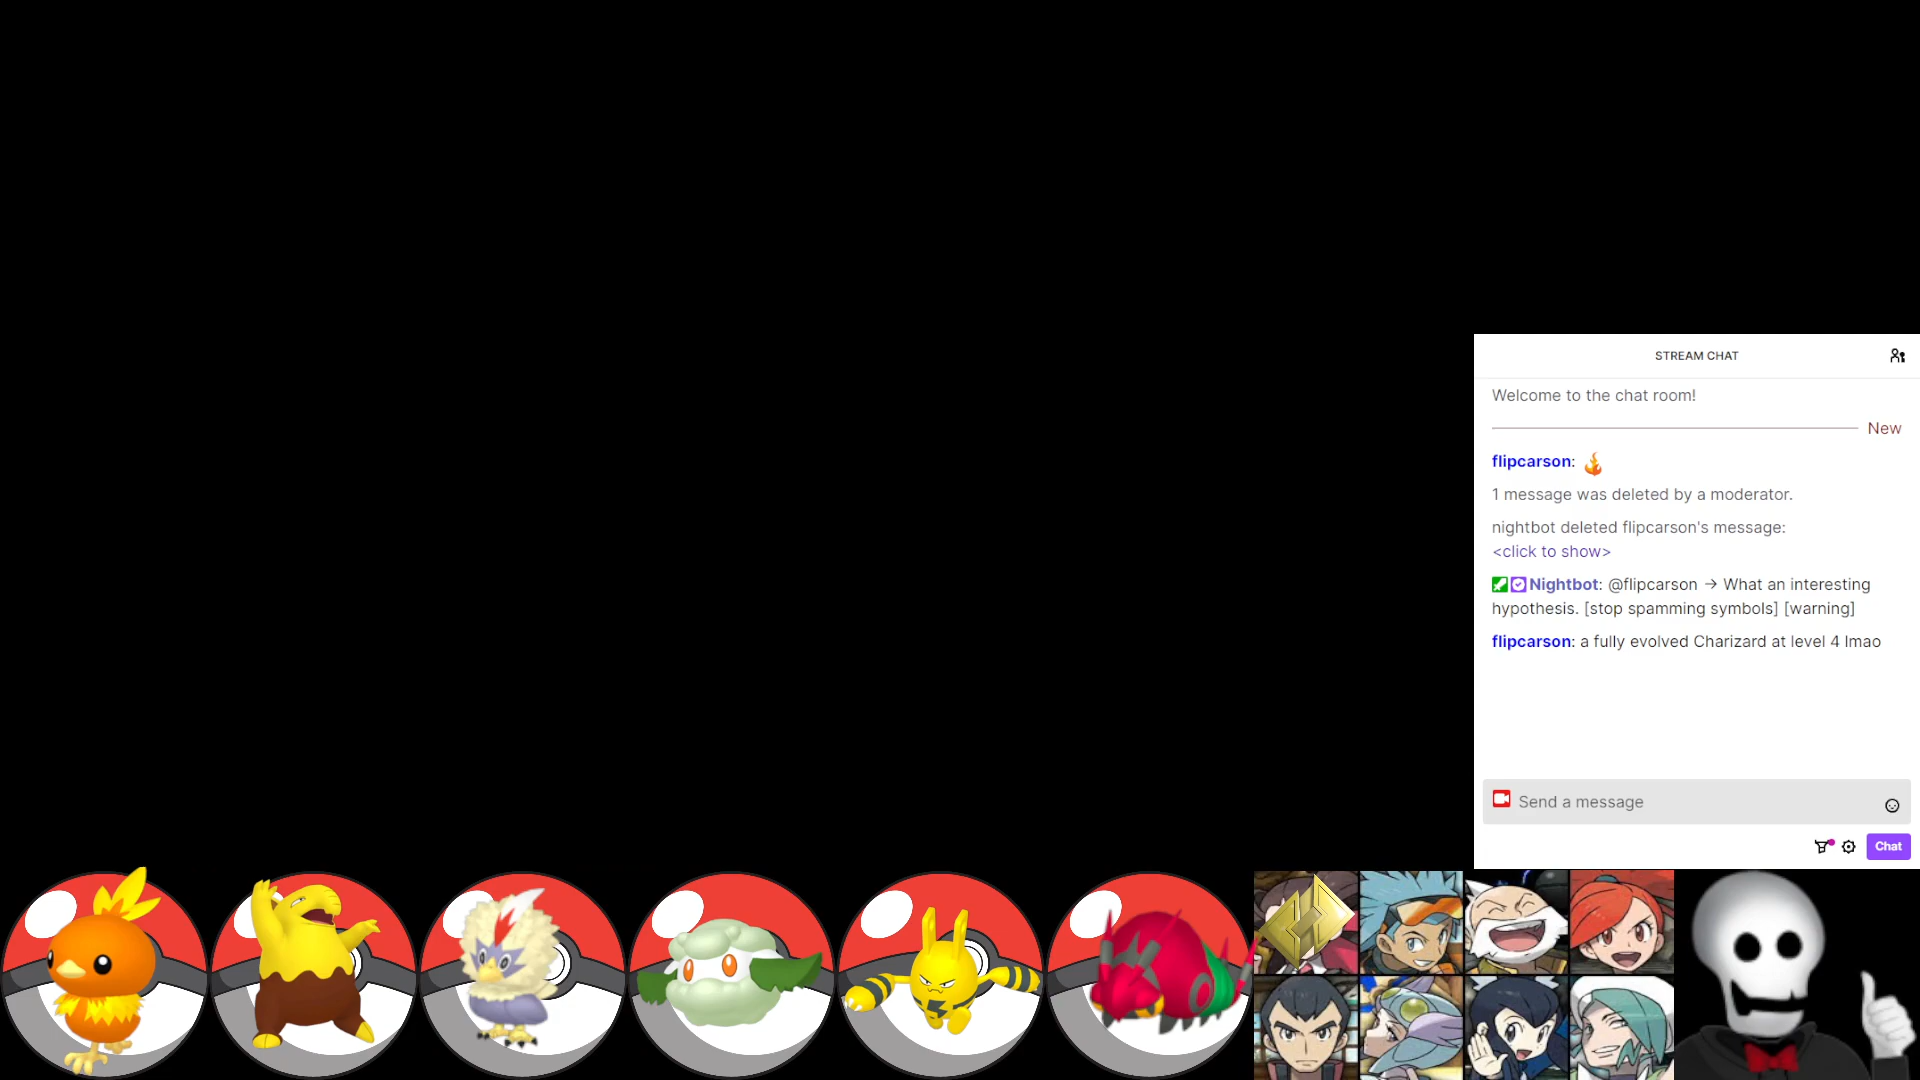 STREAM CHAT
Welcome to the chat room!
New
flipcarson:
1 message was deleted by a moderator.
nightbot deleted flipcarson's message:
<click to show>
Nightbot: @flipcarson → What an interesting
hypothesis. [stop spamming symbols] [warning]
flipcarson: a fully evolved Charizard at level 4 lmao
Send a message
Chat